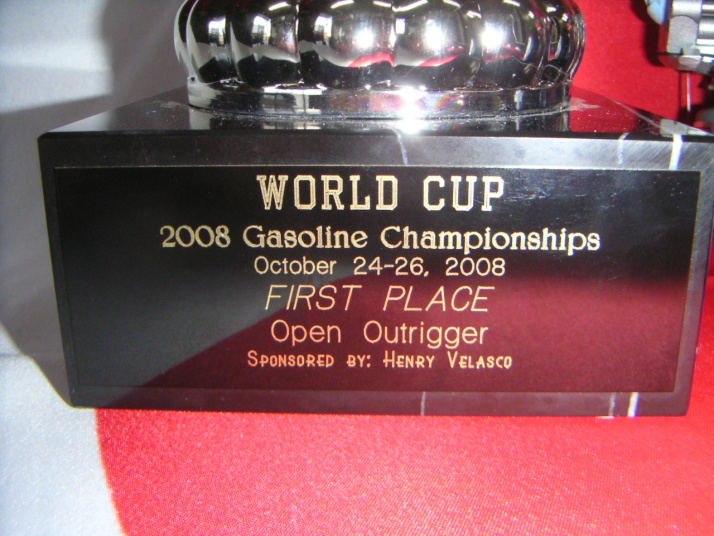 WORLD CUP
2008 Gasoline Championships
October 24-26, 2008
FIRST PLACE
Open Outrigger
SPONSORED BY: HENRY VELASCO